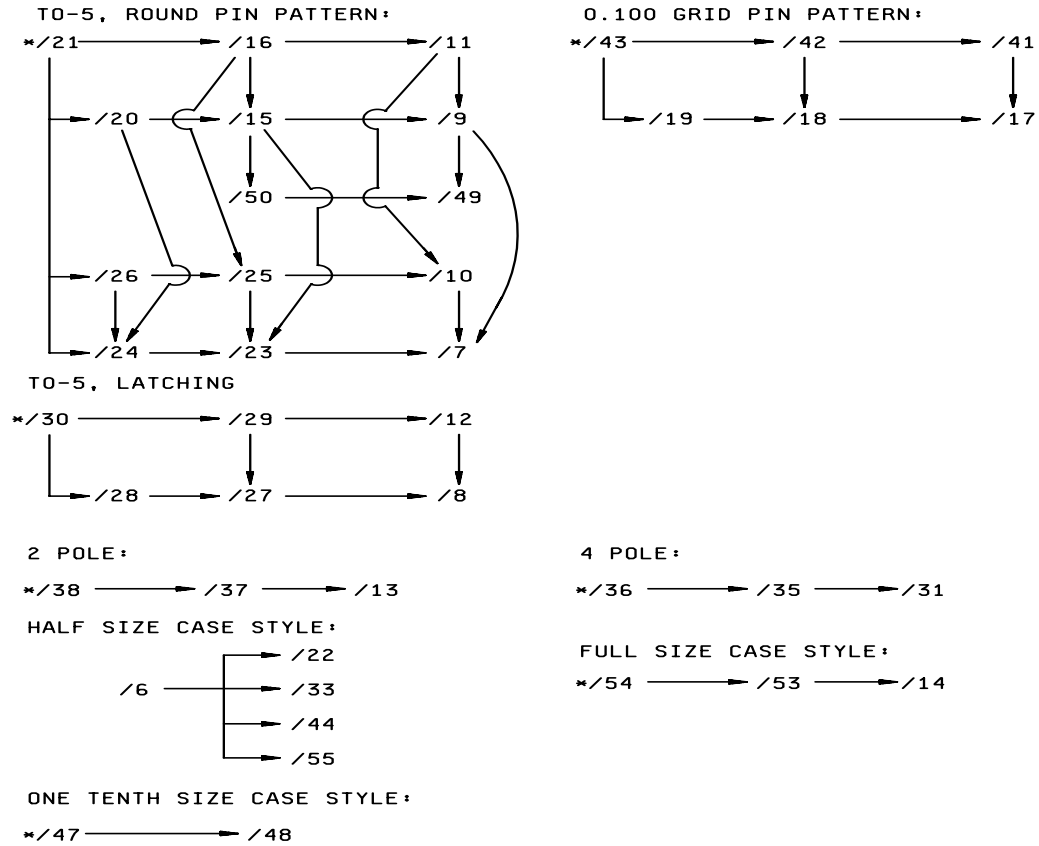 TO-5, ROUND PIN PATTERN:
*/21 /16 /11
/20 /15 /9
/50 /49
/26 /25 /10
/24 /23 /7
0.100 GRID PIN PATTERN:
*/43 /42 /41
/19 /18 /17
TO-5, LATCHING
*/30 /29 /12
/28 /27 /8
2 POLE:
*/38 /37 /13
4 POLE:
*/36 /35 /31
HALF SIZE CASE STYLE:
/22
/6 /33
/44
/55
FULL SIZE CASE STYLE:
*/54 /53 /14
ONE TENTH SIZE CASE STYLE:
*/47 /48